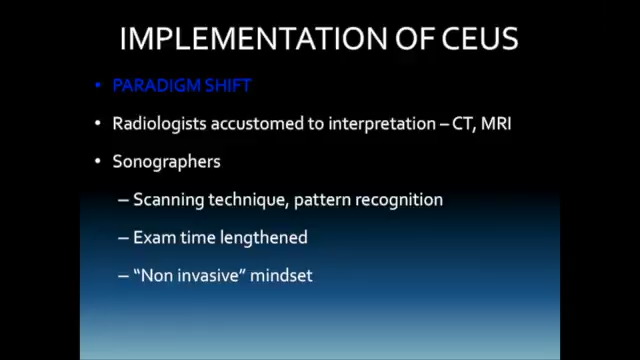 IMPLEMENTATION OF CEUS
• PARADIGM SHIFT
• Radiologists accustomed to interpretation – CT, MRI
• Sonographers
– Scanning technique, pattern recognition
– Exam time lengthened
– “Non invasive” mindset